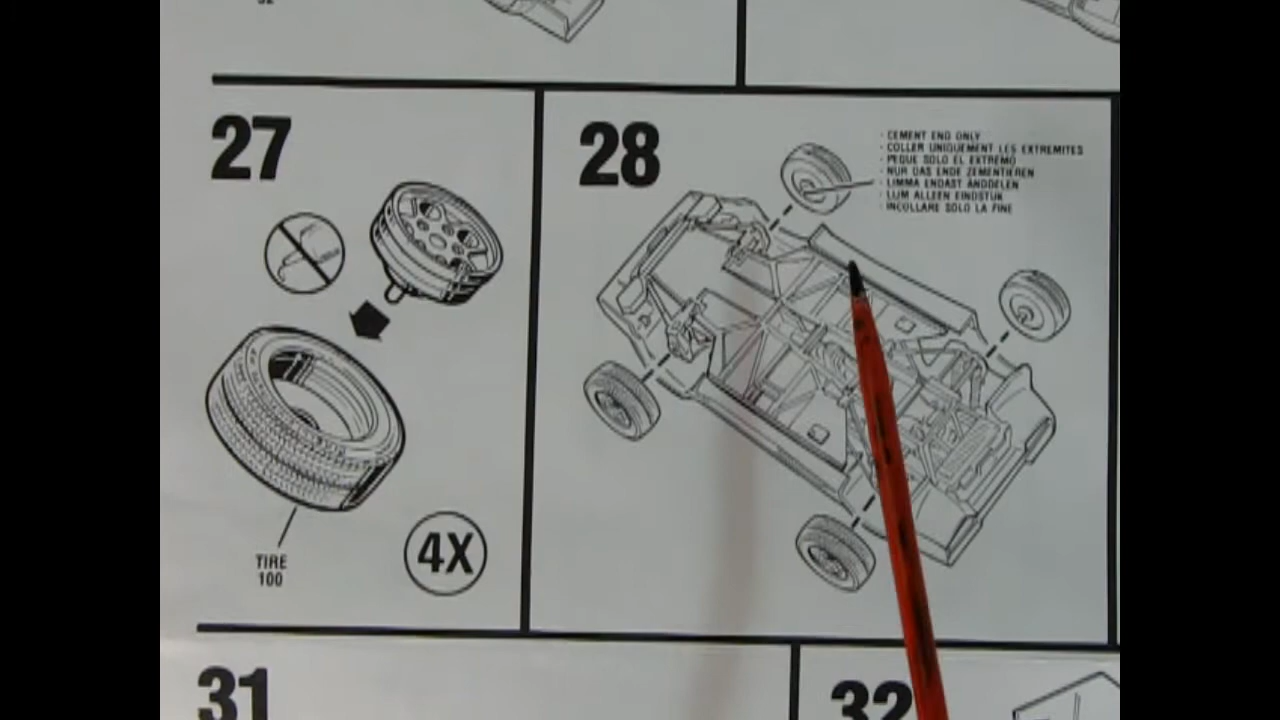 27
28
· CEMENT END ONLY
· COLLER UNIQUEMENT LES EXTREMITES
· PEGUE SOLO EL EXTREMO
· NUR DAS ENDE ZEMENTIEREN
· LIMMA ENDAST ANDDELEN
· LIJM ALLEEN EINDSTUK
· INCOLLARE SOLO LA FINE
TIRE
100
4X
31
32